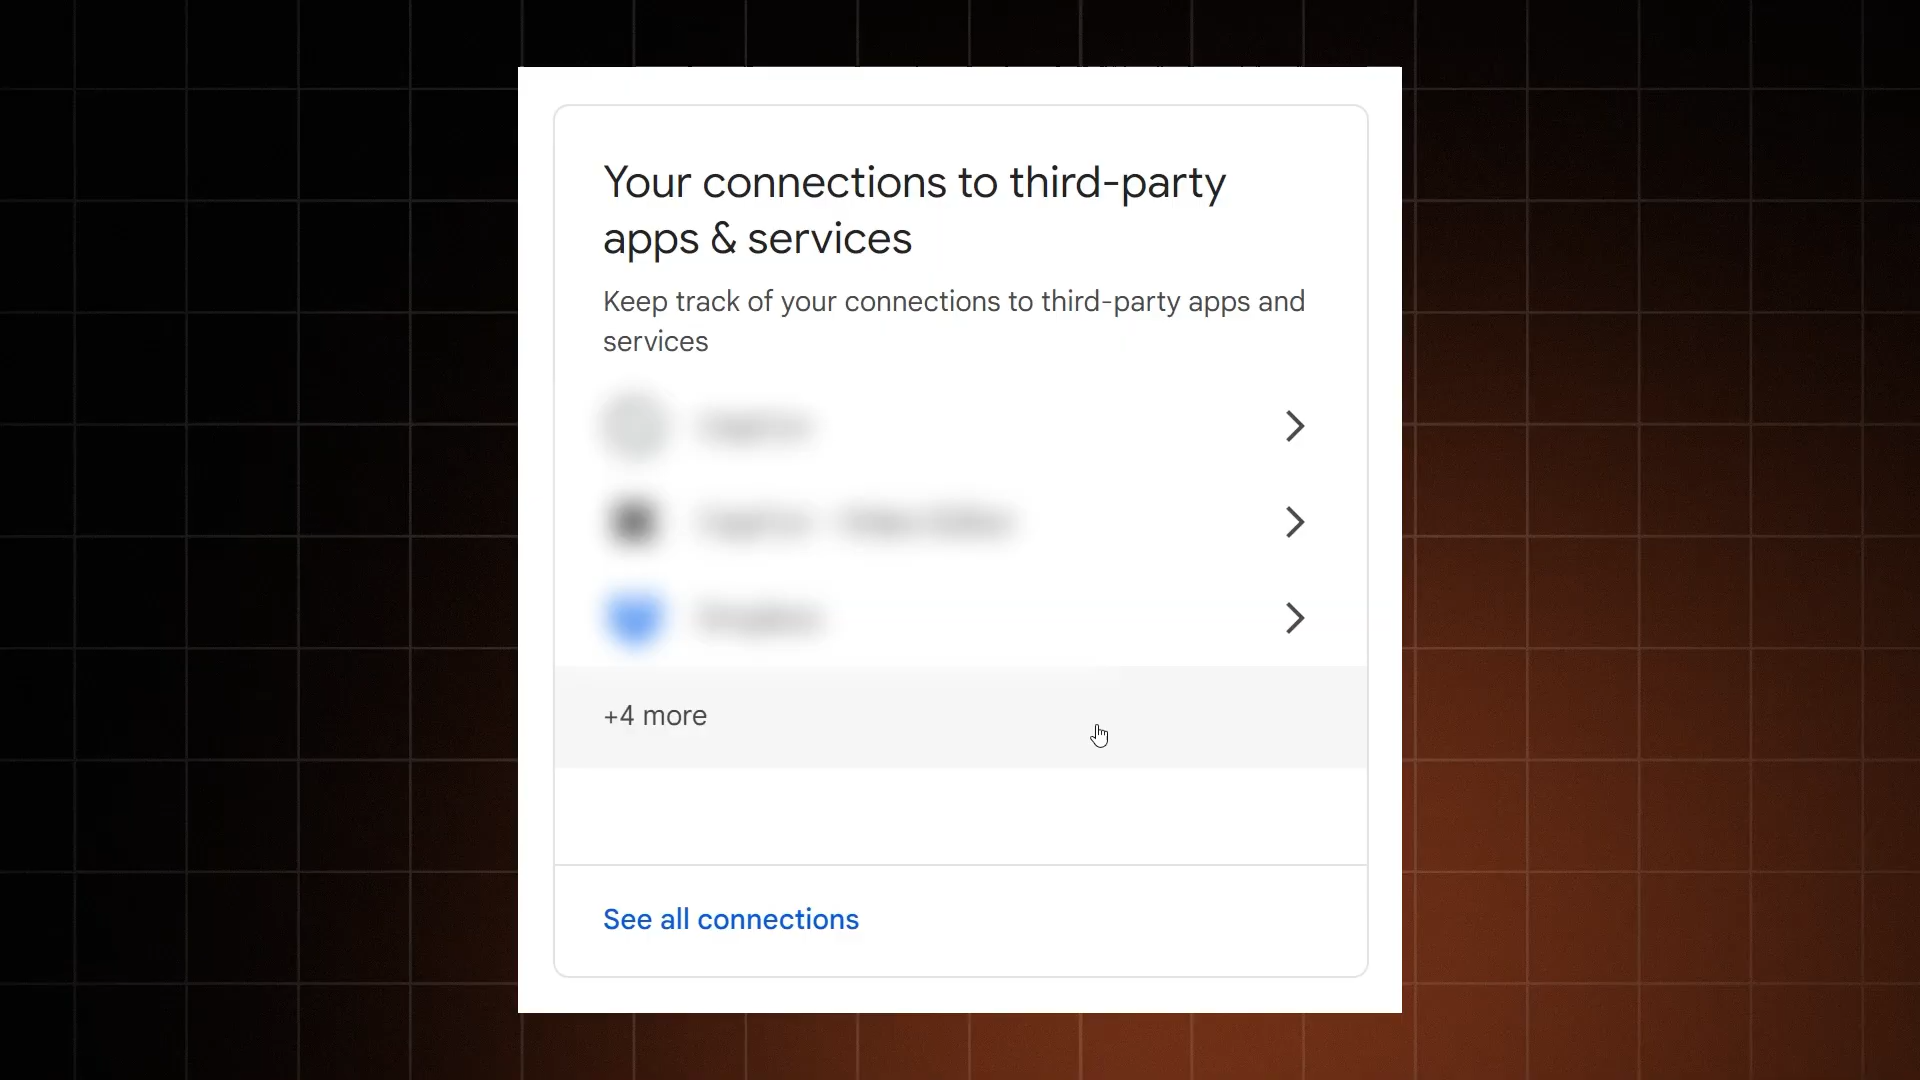 Your connections to third-party
apps & services
Keep track of your connections to third-party apps and
services
+4 more
See all connections